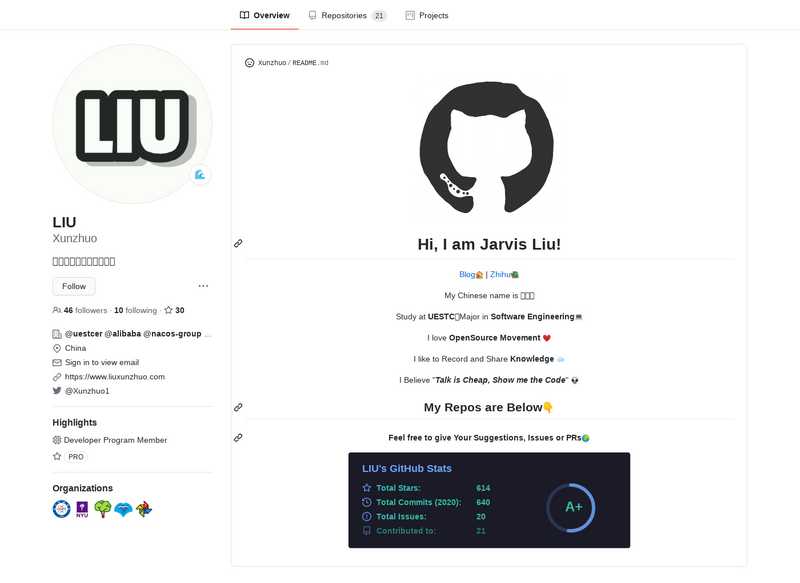 Overview
Repositories 21
Projects
LIU
LIU
Xunzhuo
Follow
46 followers · 10 following · 30
@uestcer @alibaba @nacos-group ...
China
Sign in to view email
https://www.liuxunzhuo.com
@Xunzhuo1
Highlights
Developer Program Member
PRO
Organizations
NYU
Xunzhuo / README.md
Hi, I am Jarvis Liu!
Blog🏠 | Zhihu
My Chinese name is
Study at UESTC Major in Software Engineering💻
I love OpenSource Movement ❤️
I like to Record and Share Knowledge ☁️
I Believe "Talk is Cheap, Show me the Code" 💀
My Repos are Below👇
Feel free to give Your Suggestions, Issues or PRs🌍
LIU's GitHub Stats
Total Stars: 614
Total Commits (2020): 640
Total Issues: 20
Contributed to: 21
A+